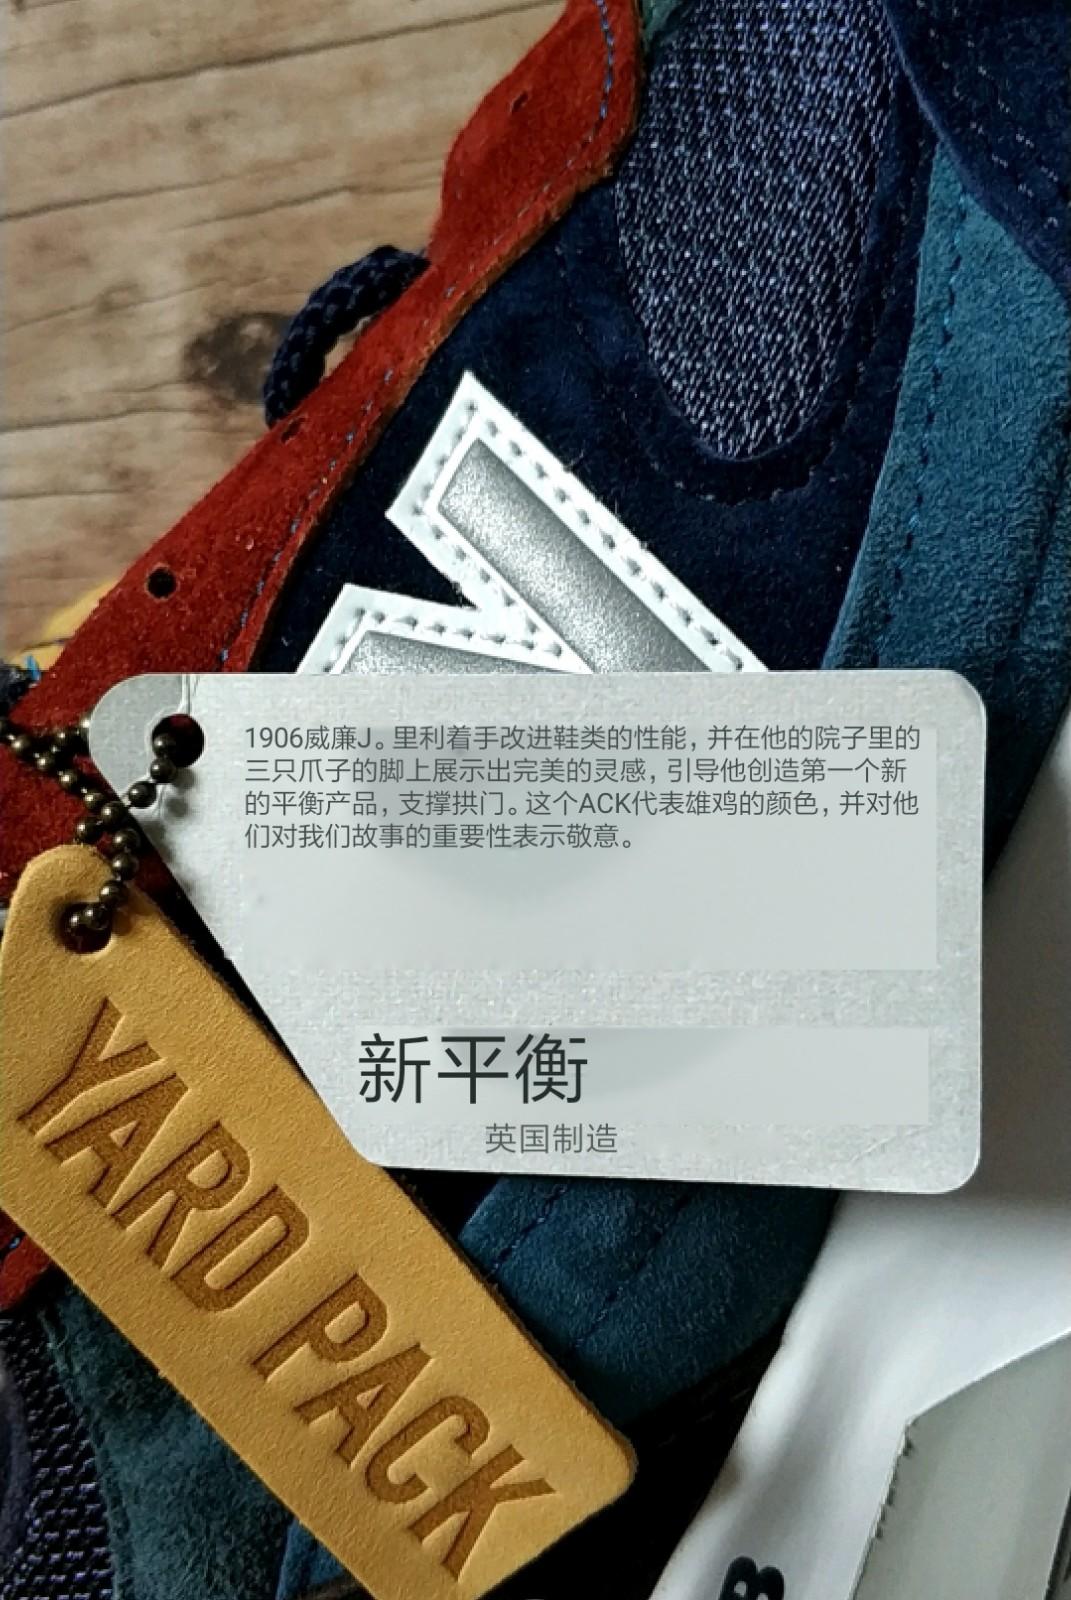 1906威廉J。里利着手改进鞋类的性能，并在他的院子里的
三只爪子的脚上展示出完美的灵感，引导他创造第一个新
的平衡产品，支撑拱门。这个ACK代表雄鸡的颜色，并对他
们对我们故事的重要性表示敬意。
新平衡
英国制造
YARD PACK
B